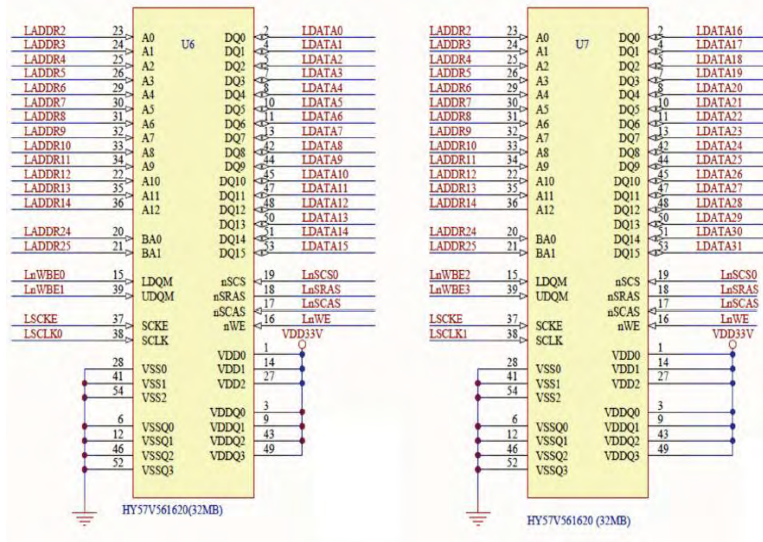 LADDR2 23 A0 U6 DQ0 2 LDATA0
LADDR3 24 A1 DQ1 4 LDATA1
LADDR4 25 A2 DQ2 5 LDATA2
LADDR5 26 A3 DQ3 7 LDATA3
LADDR6 29 A4 DQ4 8 LDATA4
LADDR7 30 A5 DQ5 10 LDATA5
LADDR8 31 A6 DQ6 11 LDATA6
LADDR9 32 A7 DQ7 13 LDATA7
LADDR10 33 A8 DQ8 42 LDATA8
LADDR11 34 A9 DQ9 44 LDATA9
LADDR12 22 A10 DQ10 45 LDATA10
LADDR13 35 A11 DQ11 47 LDATA11
LADDR14 36 A12 DQ12 48 LDATA12
DQ13 50 LDATA13
LADDR24 20 BA0 DQ14 51 LDATA14
LADDR25 21 BA1 DQ15 53 LDATA15
LnWBE0 15 LDQM nSCS 19 LnSCS0
LnWBE1 39 UDQM nSRAS 18 LnSRAS
nSCAS 17 LnSCAS
LSCKE 37 SCKE nWE 16 LnWE
LSCLK0 38 SCLK VDD33V
VDD0 1
28 VSS0 VDD1 14
41 VSS1 VDD2 27
54 VSS2
VDDQ0 3
6 VSSQ0 VDDQ1 9
12 VSSQ1 VDDQ2 43
46 VSSQ2 VDDQ3 49
52 VSSQ3
HY57V561620(32MB)
LADDR2 23 A0 U7 DQ0 2 LDATA16
LADDR3 24 A1 DQ1 4 LDATA17
LADDR4 25 A2 DQ2 5 LDATA18
LADDR5 26 A3 DQ3 7 LDATA19
LADDR6 29 A4 DQ4 8 LDATA20
LADDR7 30 A5 DQ5 10 LDATA21
LADDR8 31 A6 DQ6 11 LDATA22
LADDR9 32 A7 DQ7 13 LDATA23
LADDR10 33 A8 DQ8 42 LDATA24
LADDR11 34 A9 DQ9 44 LDATA25
LADDR12 22 A10 DQ10 45 LDATA26
LADDR13 35 A11 DQ11 47 LDATA27
LADDR14 36 A12 DQ12 48 LDATA28
DQ13 50 LDATA29
LADDR24 20 BA0 DQ14 51 LDATA30
LADDR25 21 BA1 DQ15 53 LDATA31
LnWBE2 15 LDQM nSCS 19 LnSCS0
LnWBE3 39 UDQM nSRAS 18 LnSRAS
nSCAS 17 LnSCAS
LSCKE 37 SCKE nWE 16 LnWE
LSCLK1 38 SCLK VDD33V
VDD0 1
28 VSS0 VDD1 14
41 VSS1 VDD2 27
54 VSS2
VDDQ0 3
6 VSSQ0 VDDQ1 9
12 VSSQ1 VDDQ2 43
46 VSSQ2 VDDQ3 49
52 VSSQ3
HY57V561620 (32MB)